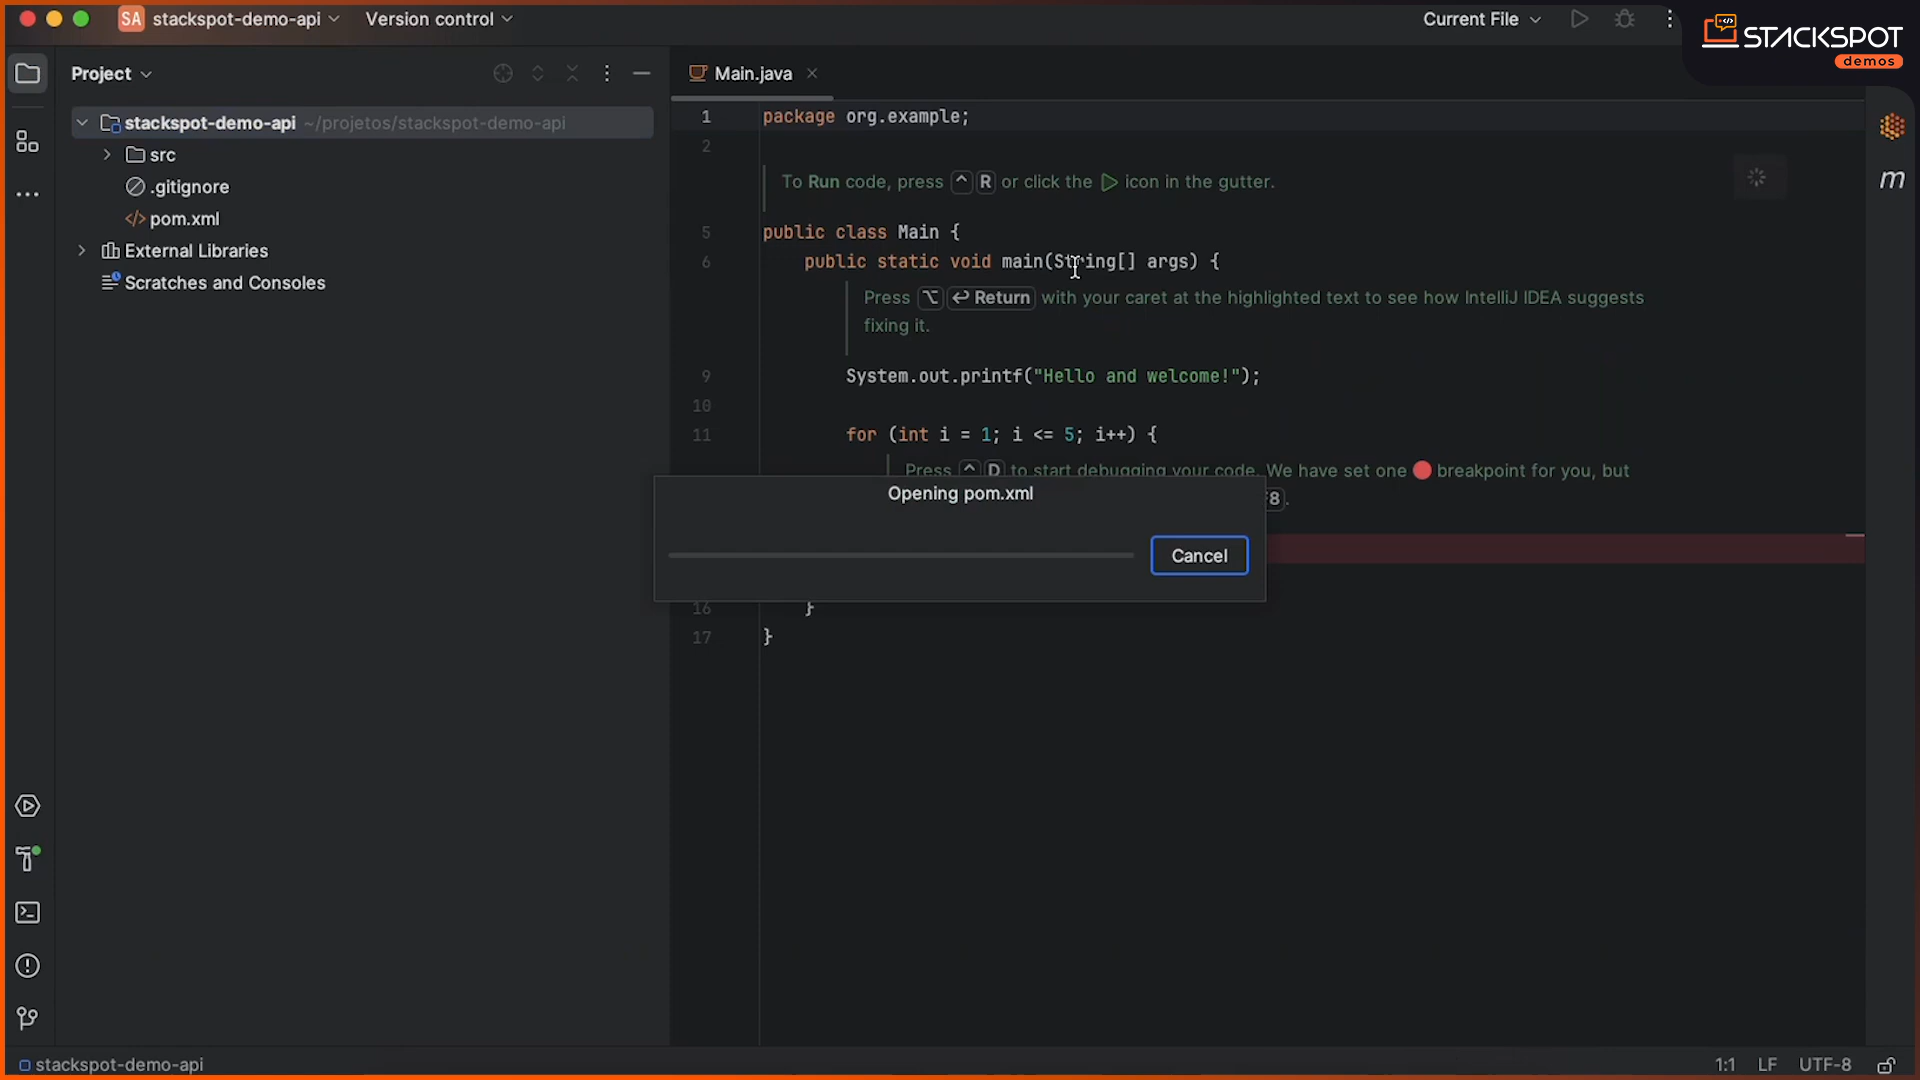 SA stackspot-demo-api
Version control
Current File
STACKSPOT
demos
Project
Main.java
stackspot-demo-api ~/projetos/stackspot-demo-api
src
.gitignore
pom.xml
External Libraries
Scratches and Consoles
1 package org.example;
2
To Run code, press ^ R or click the icon in the gutter.
5 public class Main {
6 public static void main(String[] args) {
Press ⌥ ↩ Return with your caret at the highlighted text to see how IntelliJ IDEA suggests
fixing it.
9 System.out.printf("Hello and welcome!");
10
11 for (int i = 1; i <= 5; i++) {
Press ^ D to start debugging your code. We have set one breakpoint for you, but
8.
Opening pom.xml
Cancel
16 }
17 }
m
stackspot-demo-api
1:1 LF UTF-8